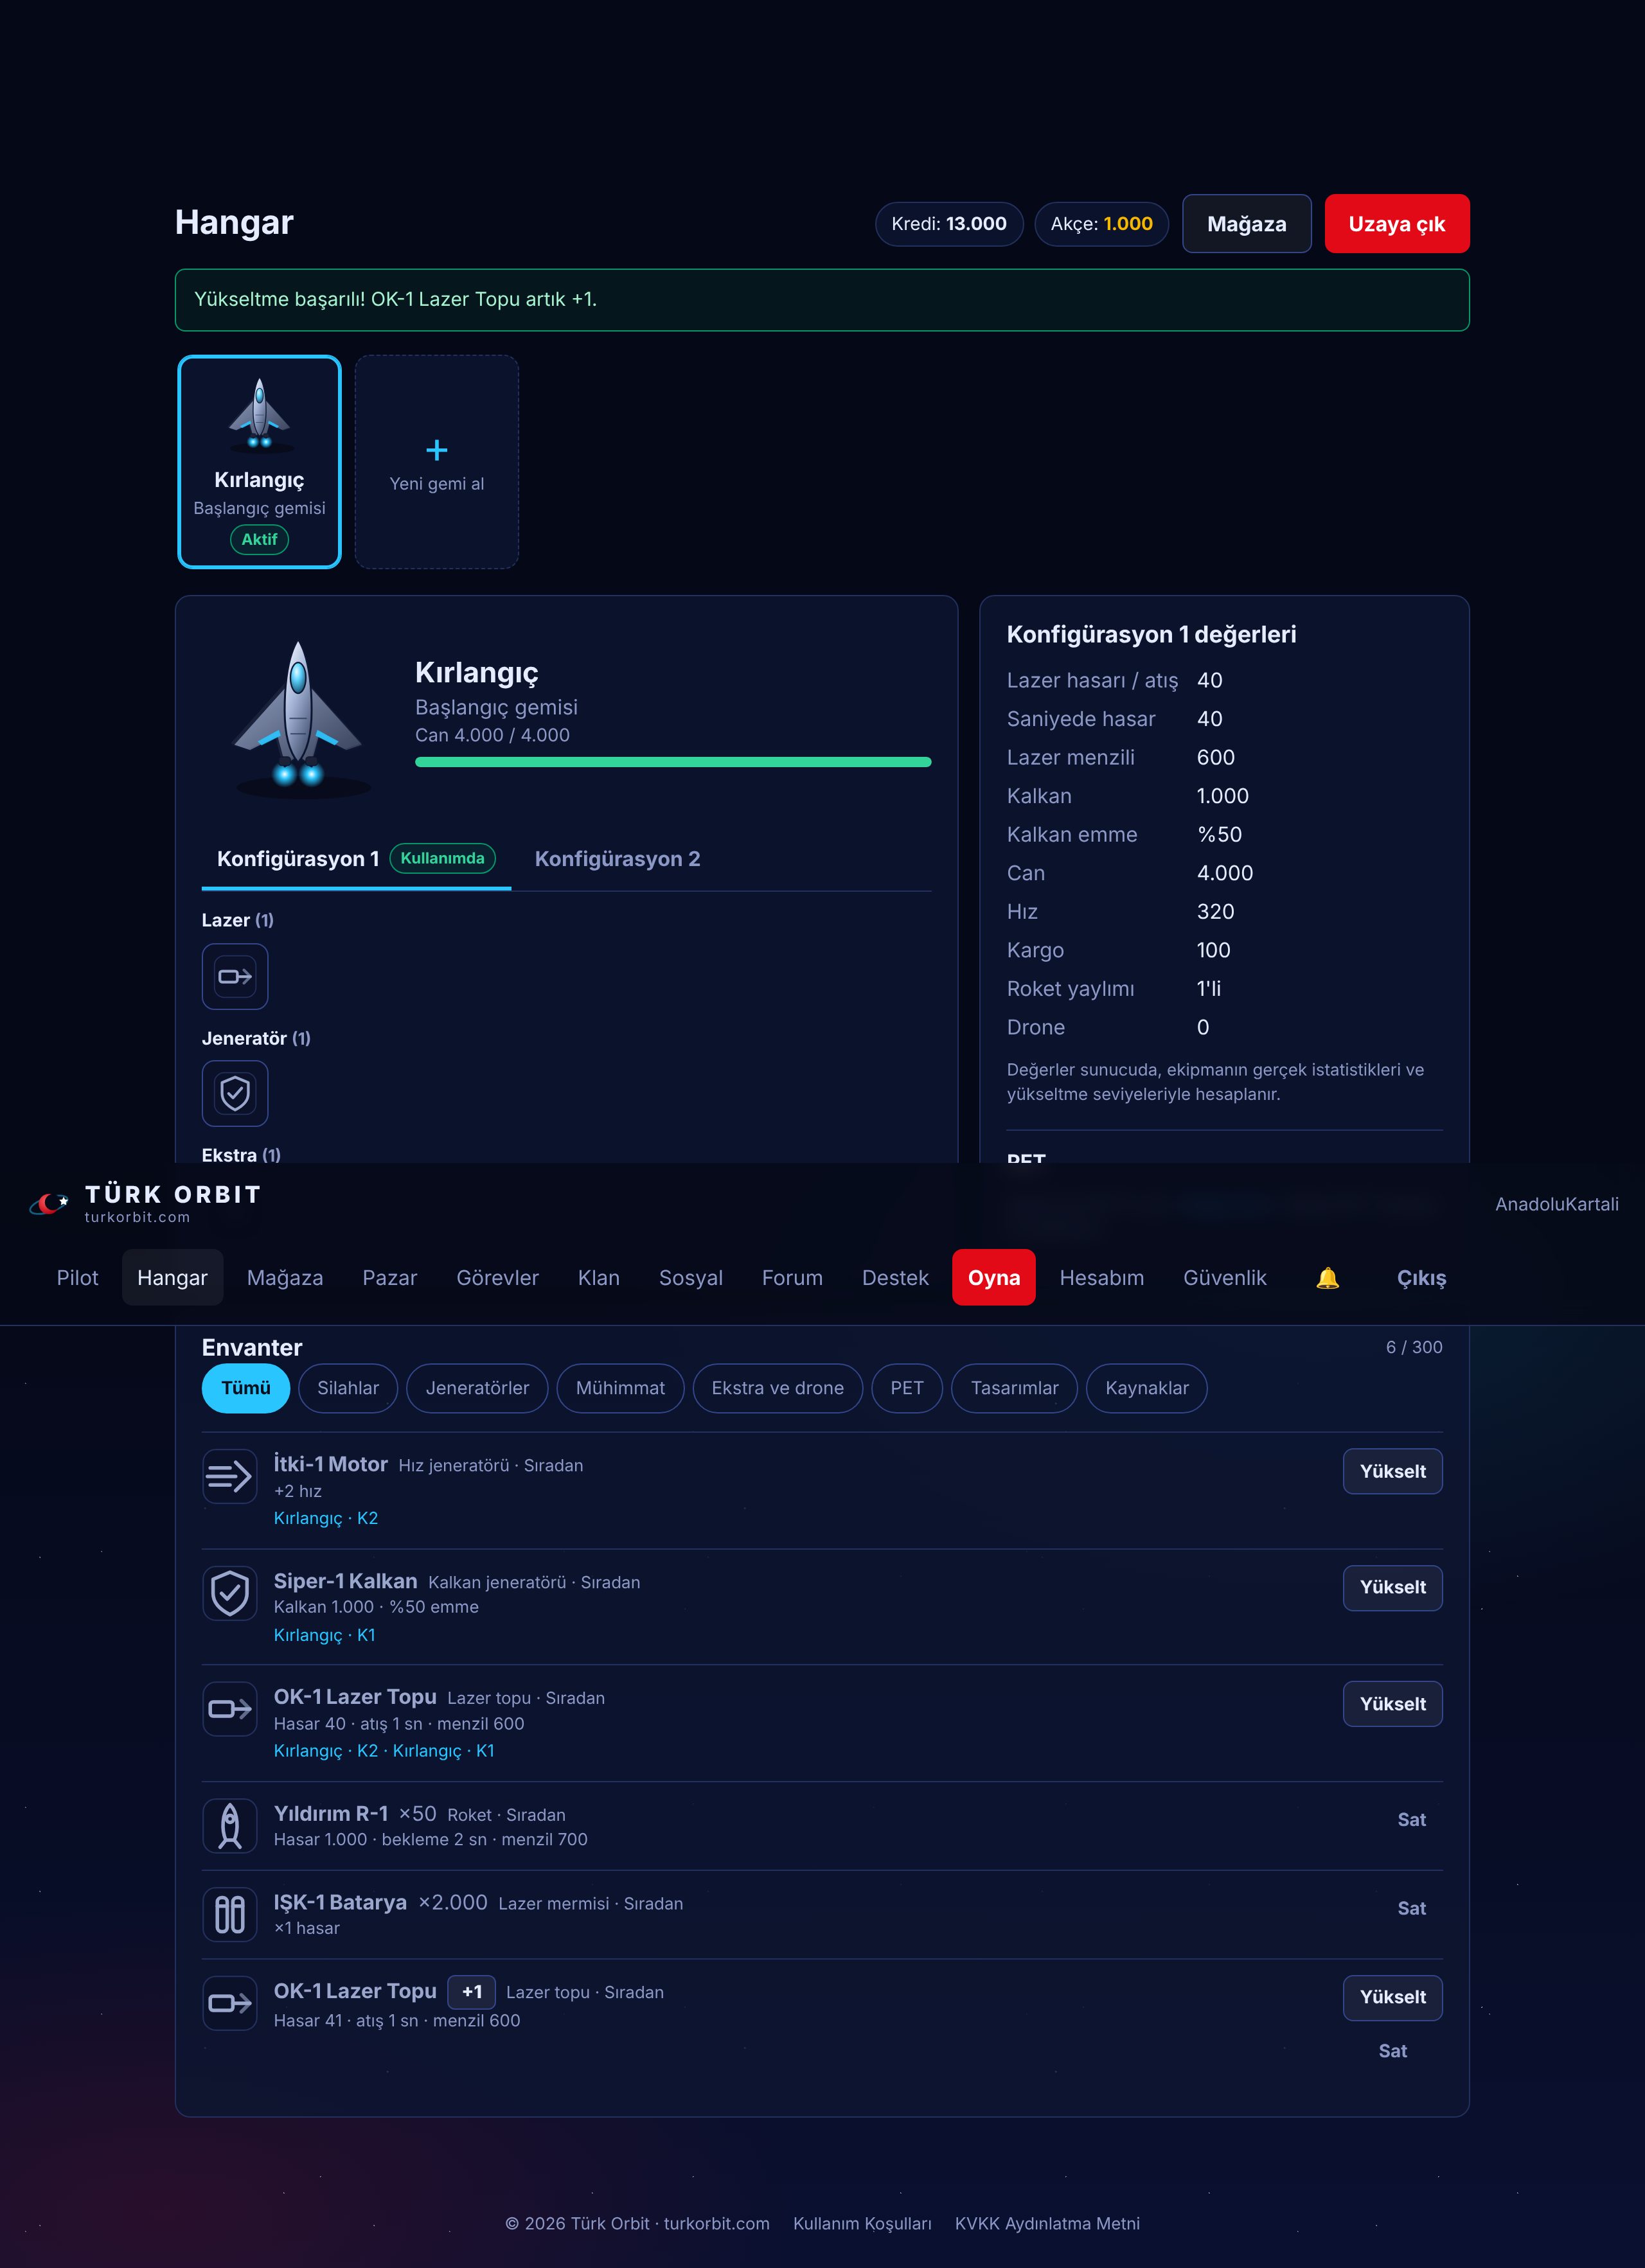 Hangar
Kredi: 13.000
Akçe: 1.000
Mağaza
Uzaya çık
Yükseltme başarılı! OK-1 Lazer Topu artık +1.
Kırlangıç
Başlangıç gemisi
Aktif
+
Yeni gemi al
Kırlangıç
Başlangıç gemisi
Can 4.000 / 4.000
Konfigürasyon 1 Kullanımda
Konfigürasyon 2
Lazer (1)
Jeneratör (1)
Ekstra (1)
Konfigürasyon 1 değerleri
Lazer hasarı / atış 40
Saniyede hasar 40
Lazer menzili 600
Kalkan 1.000
Kalkan emme %50
Can 4.000
Hız 320
Kargo 100
Roket yaylımı 1'li
Drone 0
Değerler sunucuda, ekipmanın gerçek istatistikleri ve
yükseltme seviyeleriyle hesaplanır.
PET
TÜRK ORBIT
turkorbit.com
AnadoluKartali
Pilot Hangar Mağaza Pazar Görevler Klan Sosyal Forum Destek Oyna Hesabım Güvenlik Çıkış
Envanter
6 / 300
Tümü Silahlar Jeneratörler Mühimmat Ekstra ve drone PET Tasarımlar Kaynaklar
İtki-1 Motor Hız jeneratörü · Sıradan
+2 hız
Kırlangıç · K2
Yükselt
Siper-1 Kalkan Kalkan jeneratörü · Sıradan
Kalkan 1.000 · %50 emme
Kırlangıç · K1
Yükselt
OK-1 Lazer Topu Lazer topu · Sıradan
Hasar 40 · atış 1 sn · menzil 600
Kırlangıç · K2 · Kırlangıç · K1
Yükselt
Yıldırım R-1 ×50 Roket · Sıradan
Hasar 1.000 · bekleme 2 sn · menzil 700
Sat
IŞK-1 Batarya ×2.000 Lazer mermisi · Sıradan
×1 hasar
Sat
OK-1 Lazer Topu +1 Lazer topu · Sıradan
Hasar 41 · atış 1 sn · menzil 600
Yükselt
Sat
© 2026 Türk Orbit · turkorbit.com Kullanım Koşulları KVKK Aydınlatma Metni